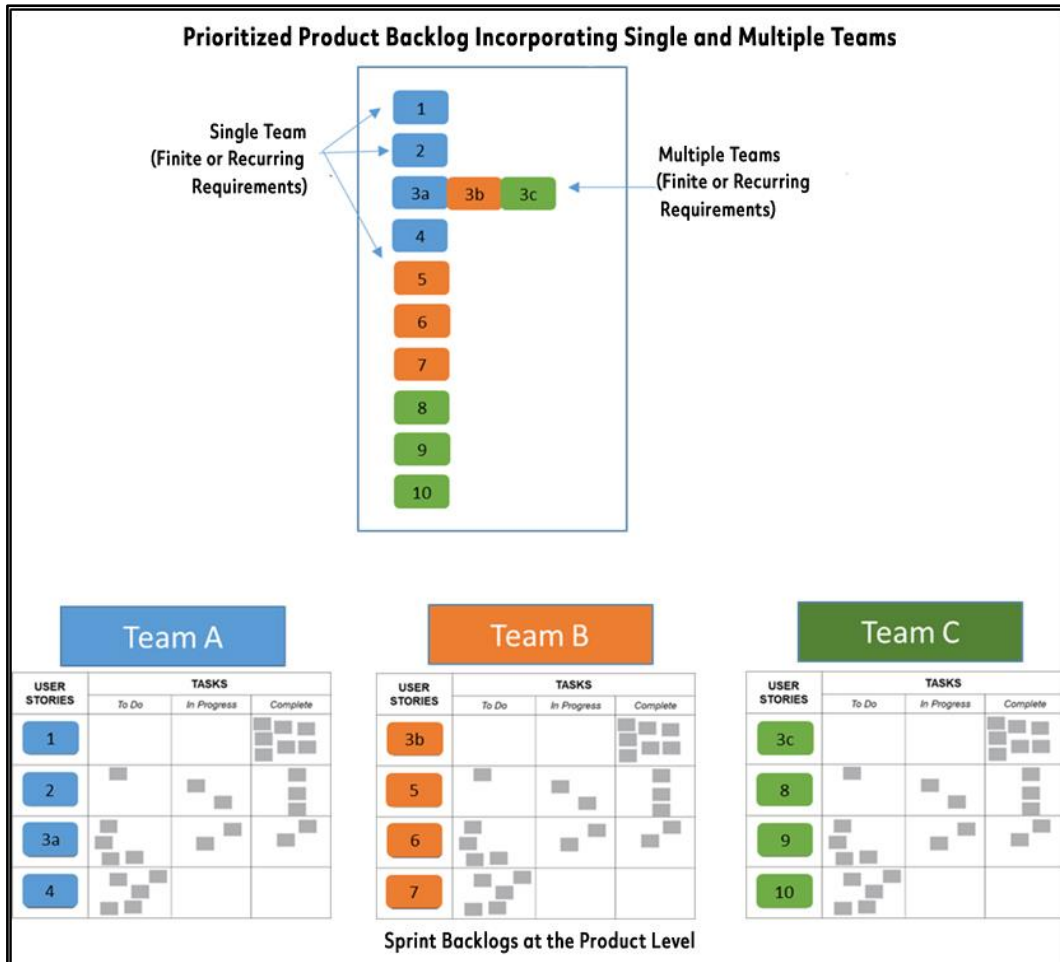 Prioritized Product Backlog Incorporating Single and Multiple Teams
1
Single Team
(Finite or Recurring
Requirements)
2
Multiple Teams
(Finite or Recurring
Requirements)
3a 3b 3c
4
5
6
7
8
9
10
Team A
USER
STORIES
TASKS
To Do In Progress Complete
1
2
3a
4
Team B
USER
STORIES
TASKS
To Do In Progress Complete
3b
5
6
7
Team C
USER
STORIES
TASKS
To Do In Progress Complete
3c
8
9
10
Sprint Backlogs at the Product Level